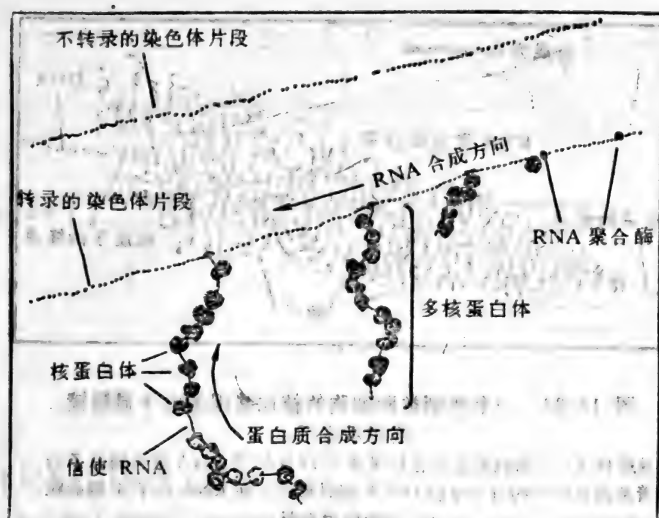 不转录的染色体片段
RNA 合成方向
转录的染色体片段
RNA 聚合酶
多核蛋白体
核蛋白体
蛋白质合成方向
信使 RNA